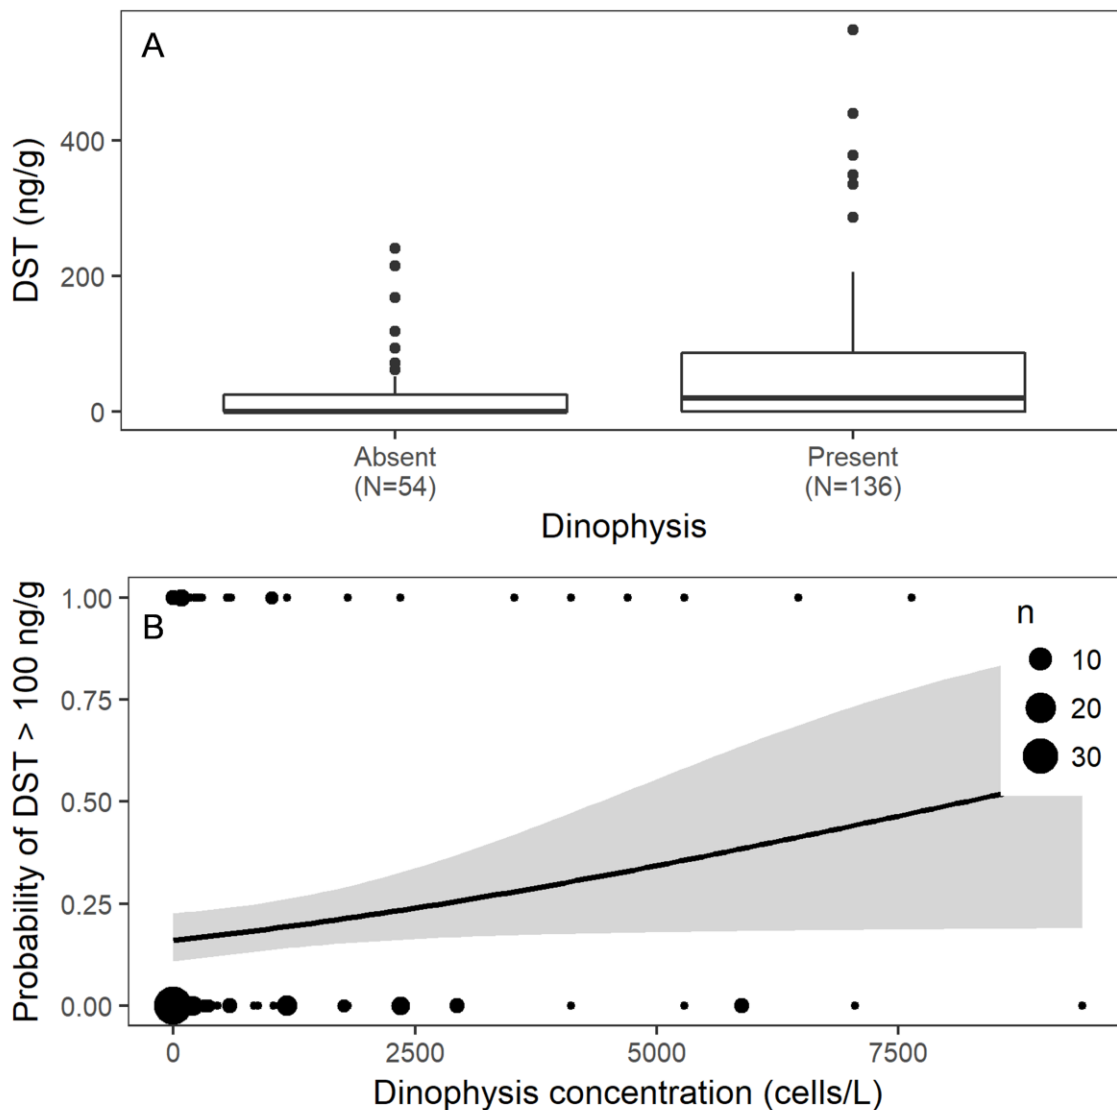 A
DST (ng/g)
400
200
0
Absent
(N=54)
Present
(N=136)
Dinophysis
B
Probability of DST > 100 ng/g
1.00
0.75
0.50
0.25
0.00
n
10
20
30
0
2500
5000
7500
Dinophysis concentration (cells/L)